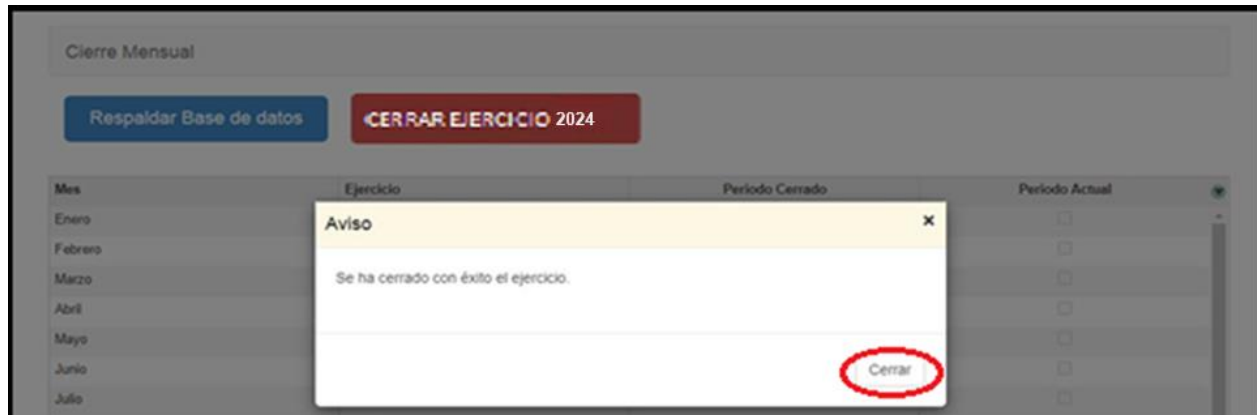 Cierre Mensual
Respaldar Base de datos CERRAR EJERCICIO 2024
Mes Ejercicio Periodo Cerrado Periodo Actual
Enero
Aviso ×
Febrero
Se ha cerrado con éxito el ejercicio.
Marzo
Abril
Mayo
Junio
Cerrar
Julio